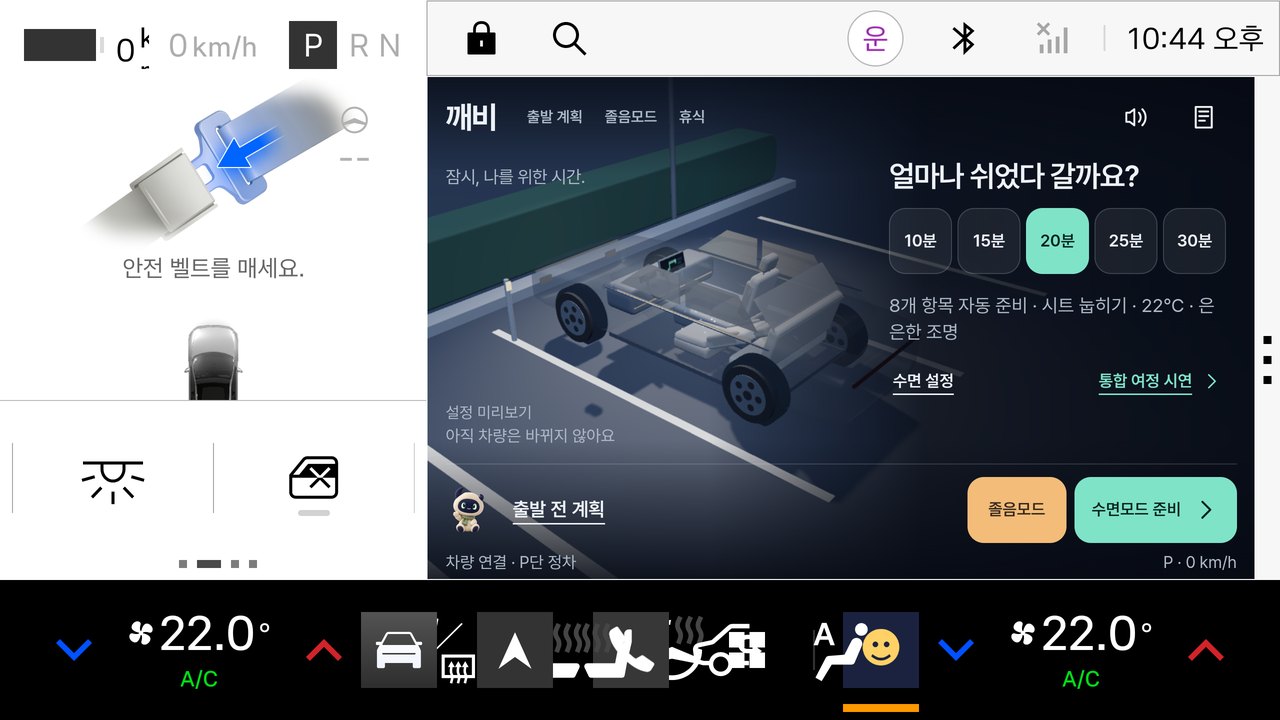 0 km/h
P R N
운
10:44 오후
안전 벨트를 매세요.
깨비
출발 계획
졸음모드
휴식
잠시, 나를 위한 시간.
얼마나 쉬었다 갈까요?
10분
15분
20분
25분
30분
8개 항목 자동 준비 · 시트 눕히기 · 22°C · 은
은한 조명
수면 설정
통합 여정 시연
설정 미리보기
아직 차량은 바뀌지 않아요
출발 전 계획
졸음모드
수면모드 준비
차량 연결 · P단 정차
P · 0 km/h
22.0°
A/C
A
22.0°
A/C